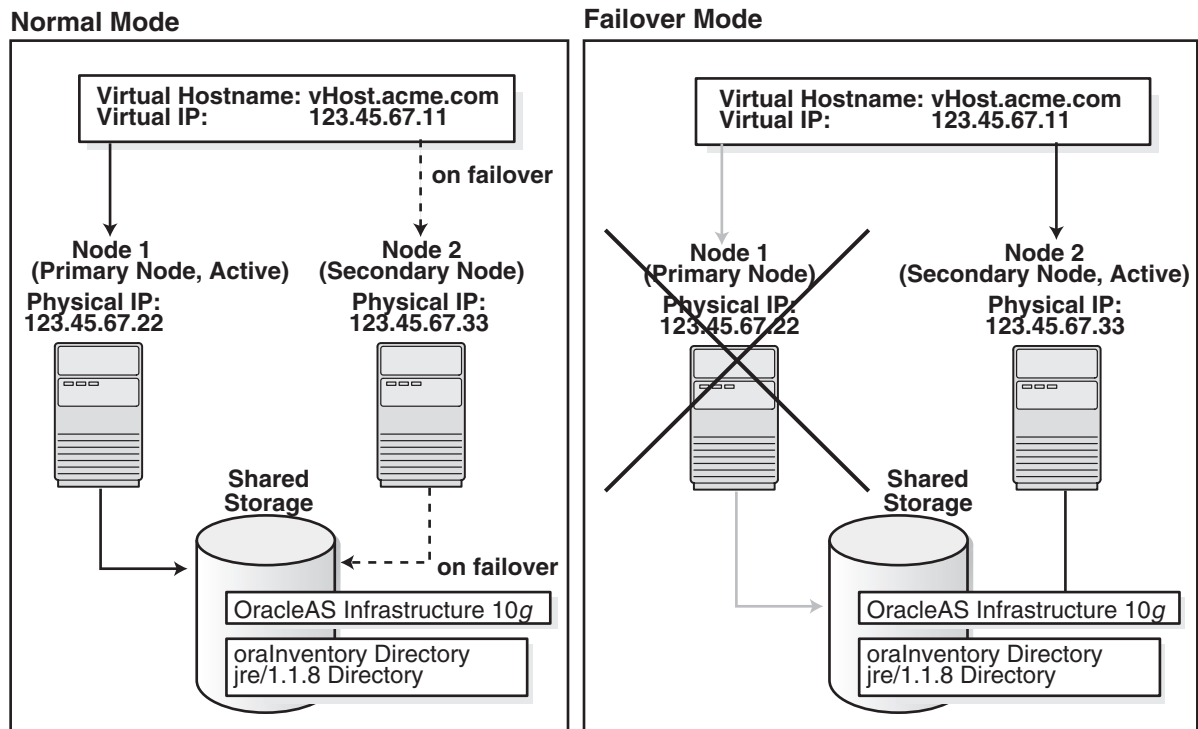 Normal Mode
Virtual Hostname: vHost.acme.com
Virtual IP: 123.45.67.11
on failover
Node 1
(Primary Node, Active)
Physical IP:
123.45.67.22
Node 2
(Secondary Node)
Physical IP:
123.45.67.33
Shared
Storage
on failover
OracleAS Infrastructure 10g
oraInventory Directory
jre/1.1.8 Directory
Failover Mode
Virtual Hostname: vHost.acme.com
Virtual IP: 123.45.67.11
Node 1
(Primary Node)
Physical IP:
123.45.67.22
Node 2
(Secondary Node, Active)
Physical IP:
123.45.67.33
Shared
Storage
OracleAS Infrastructure 10g
oraInventory Directory
jre/1.1.8 Directory